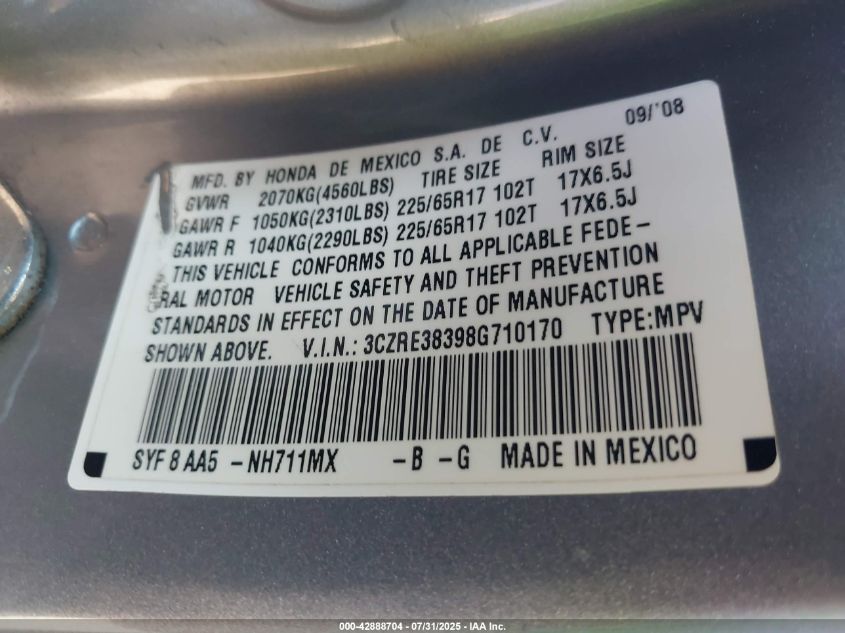 09/'08
MFD. BY HONDA DE MEXICO S.A. DE C.V.
GVWR 2070KG(4560LBS) TIRE SIZE RIM SIZE
GAWR F 1050KG(2310LBS) 225/65R17 102T 17X6.5J
GAWR R 1040KG(2290LBS) 225/65R17 102T 17X6.5J
THIS VEHICLE CONFORMS TO ALL APPLICABLE FEDE-
RAL MOTOR VEHICLE SAFETY AND THEFT PREVENTION
STANDARDS IN EFFECT ON THE DATE OF MANUFACTURE
SHOWN ABOVE. V.I.N.: 3CZRE38398G710170 TYPE:MPV
SYF 8 AA5 -NH711MX -B -G MADE IN MEXICO
000-42888704 - 07/31/2025 - IAA Inc.